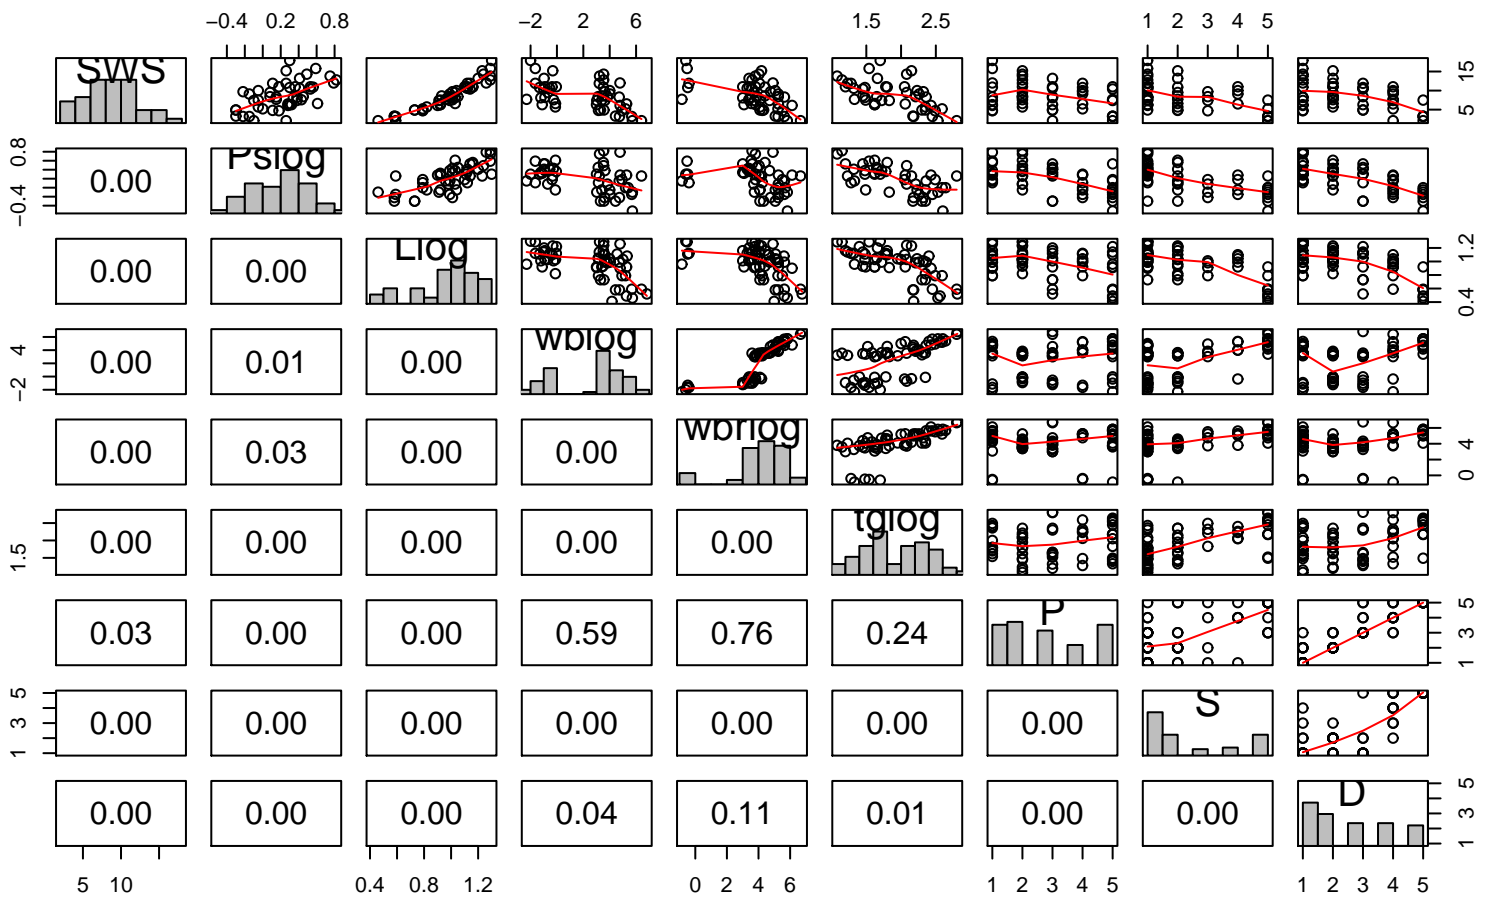 −0.4 0.2 0.8 −2 2 6 1.5 2.5 1 2 3 4 5
SWS 5 15
−0.4 0.8 0.00 Pslog
0.00 0.00 Llog 0.4 1.2
−2 4 0.00 0.01 0.00 wblog
0.00 0.03 0.00 0.00 wbrlog 0 4
1.5 0.00 0.00 0.00 0.00 0.00 tglog
0.03 0.00 0.00 0.59 0.76 0.24 P 1 3 5
1 3 5 0.00 0.00 0.00 0.00 0.00 0.00 0.00 S
0.00 0.00 0.00 0.04 0.11 0.01 0.00 0.00 D 1 3 5
5 10 0.4 0.8 1.2 0 2 4 6 1 2 3 4 5 1 2 3 4 5